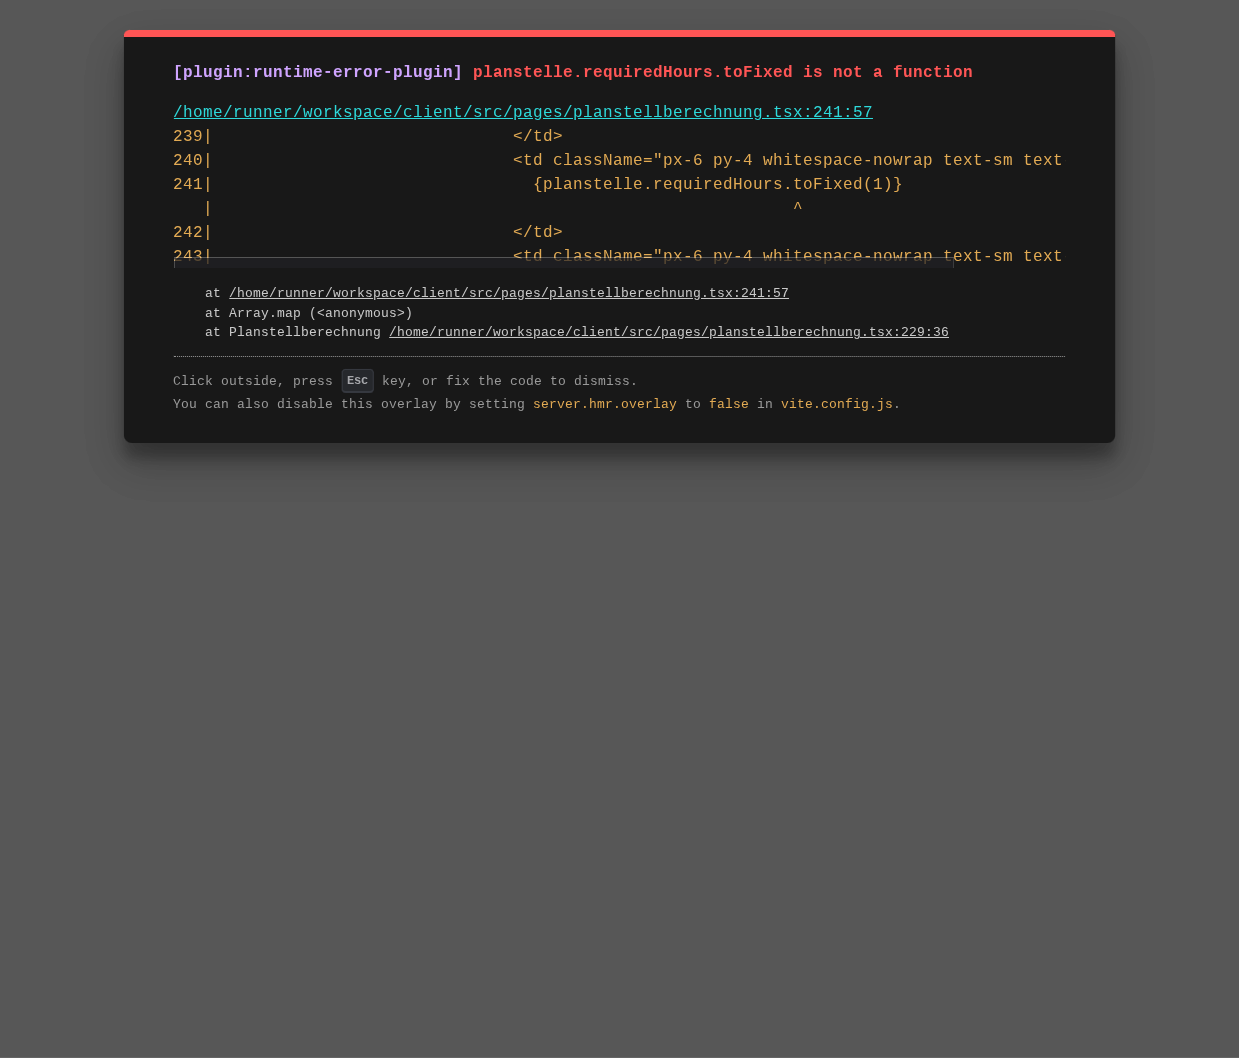 [plugin:runtime-error-plugin] planstelle.requiredHours.toFixed is not a function
/home/runner/workspace/client/src/pages/planstellberechnung.tsx:241:57
239|                              </td>
240|                              <td className="px-6 py-4 whitespace-nowrap text-sm text
241|                                {planstelle.requiredHours.toFixed(1)}
   |                                                          ^
242|                              </td>
243|                              <td className="px-6 py-4 whitespace-nowrap text-sm text
    at /home/runner/workspace/client/src/pages/planstellberechnung.tsx:241:57
    at Array.map (<anonymous>)
    at Planstellberechnung /home/runner/workspace/client/src/pages/planstellberechnung.tsx:229:36
Click outside, press Esc key, or fix the code to dismiss.
You can also disable this overlay by setting server.hmr.overlay to false in vite.config.js.